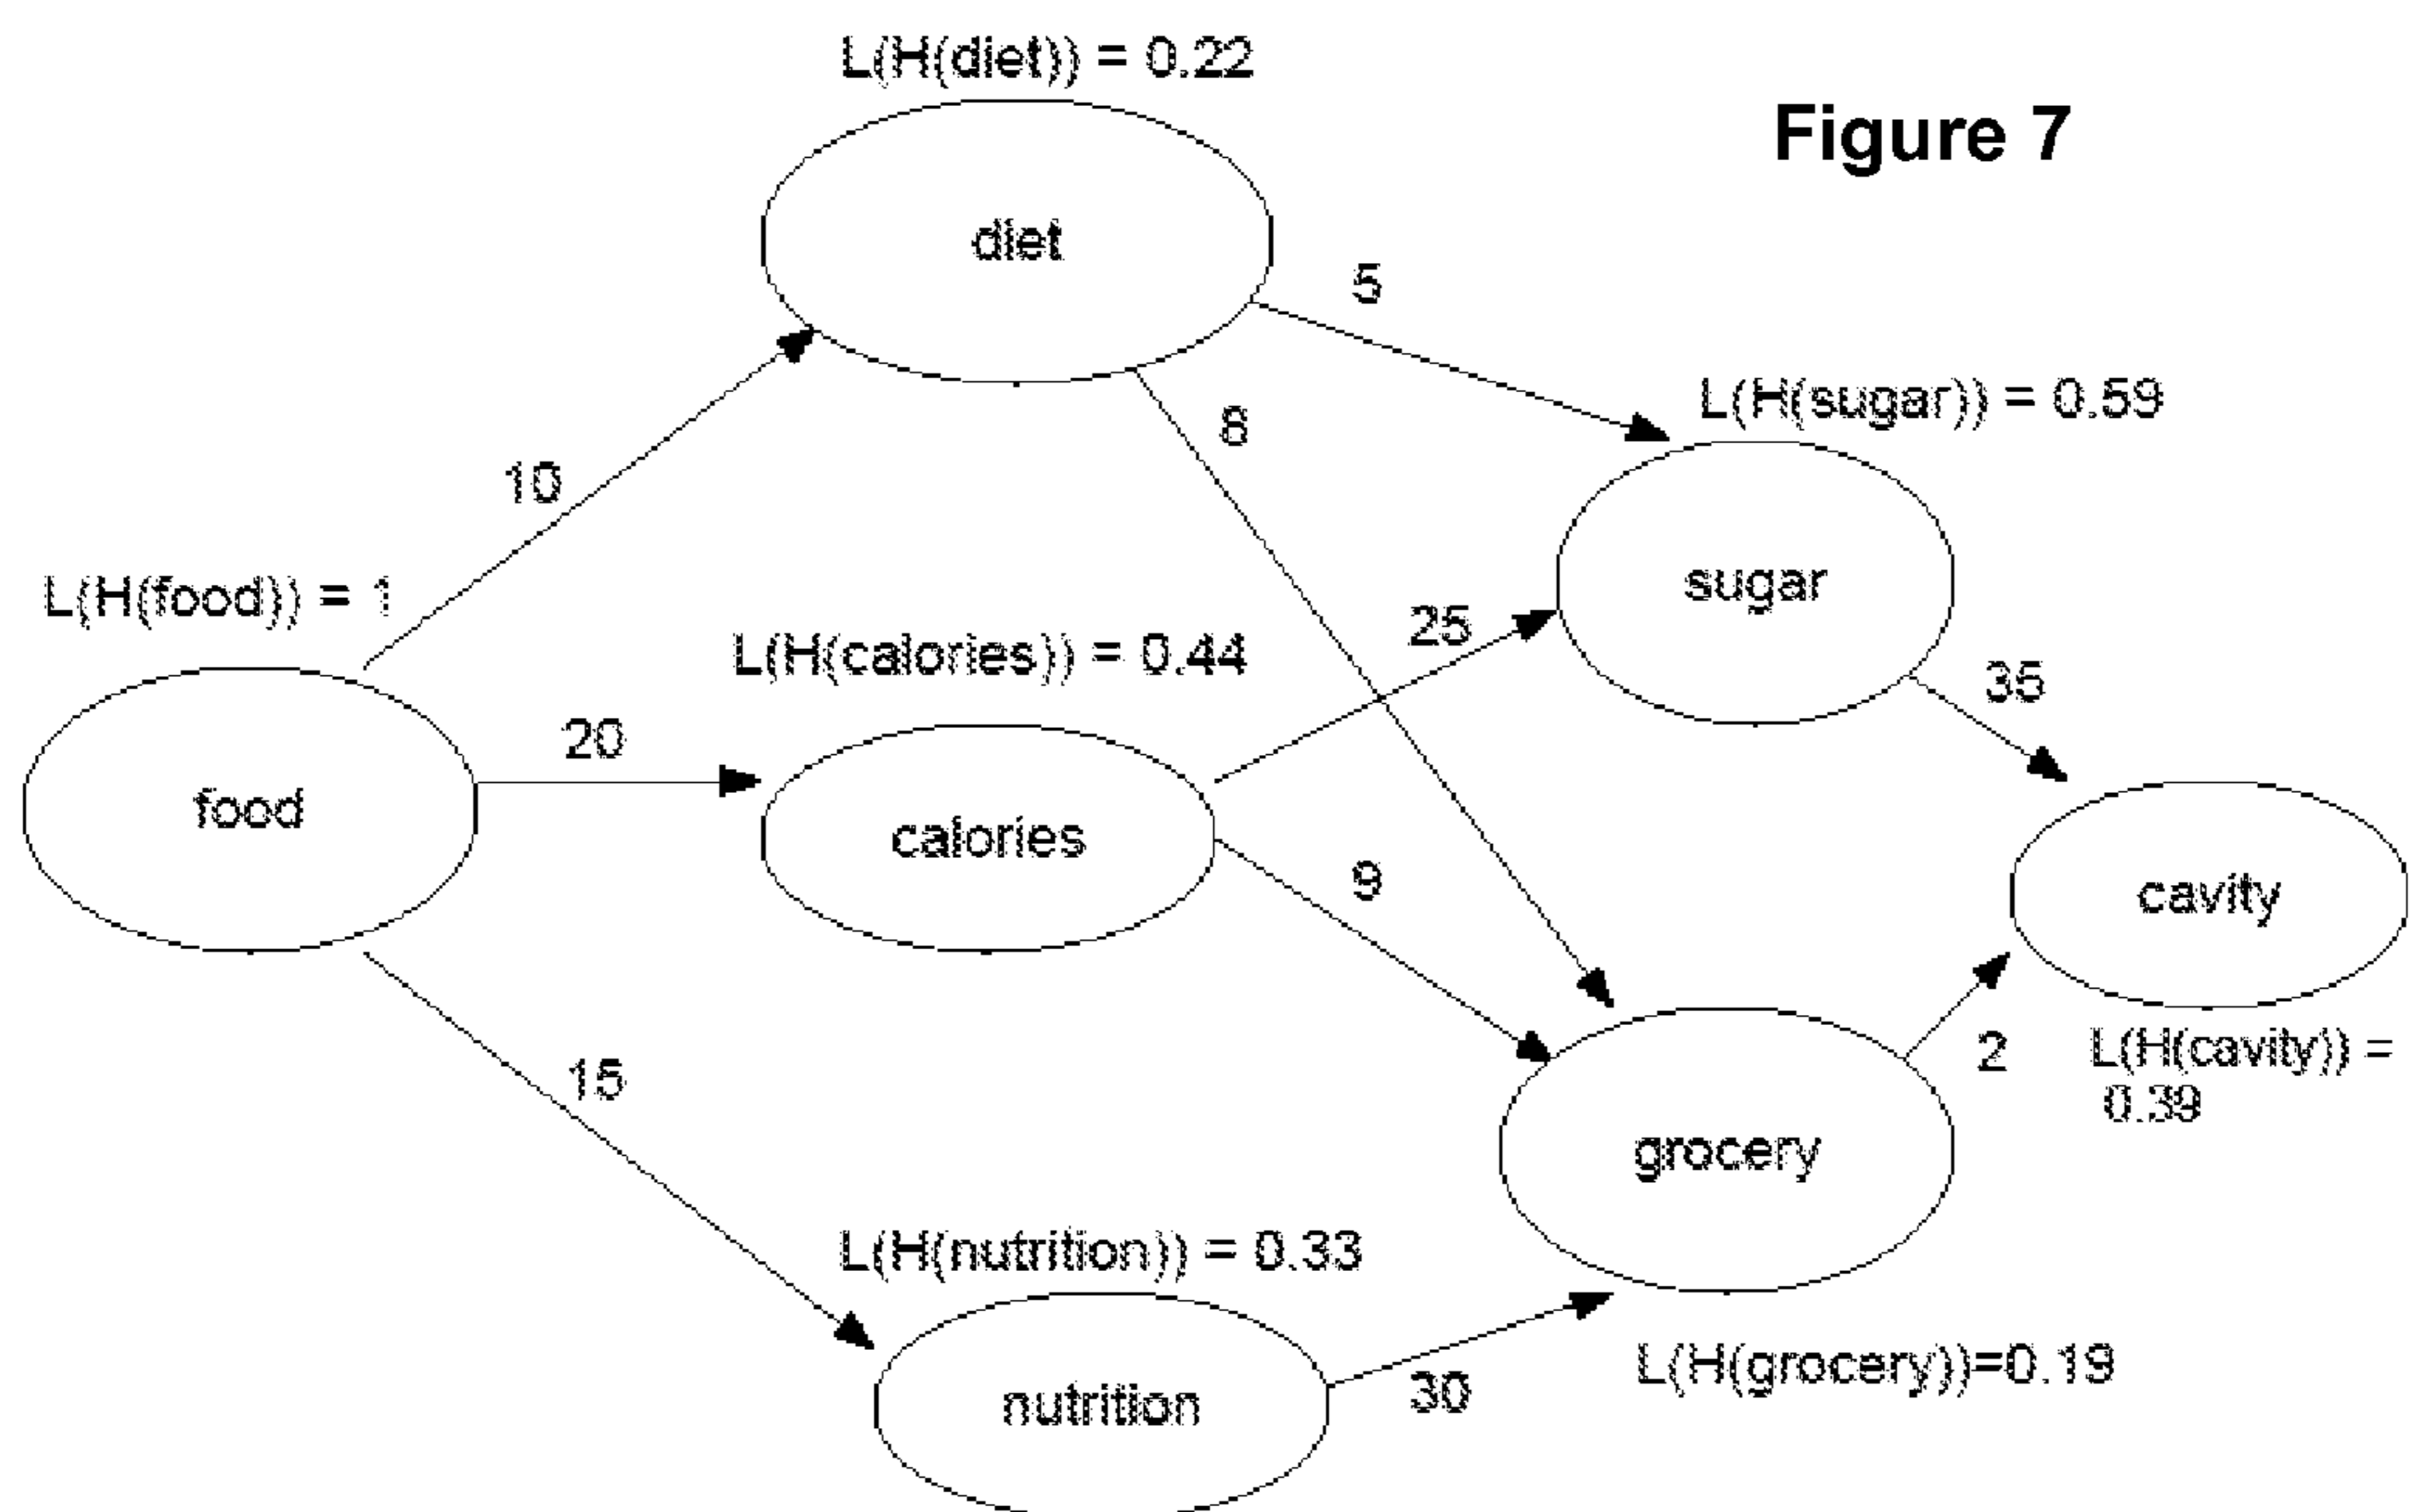 L(H(diet)) = 0.22
Figure 7
diet
5
L(H(sugar)) = 0.59
6
10
L(H(food)) = 1
sugar
25
L(H(calories)) = 0.44
35
20
food
calories
9
cavity
2
L(H(cavity)) =
0.39
15
grocery
L(H(nutrition)) = 0.33
L(H(grocery))=0.19
30
nutrition